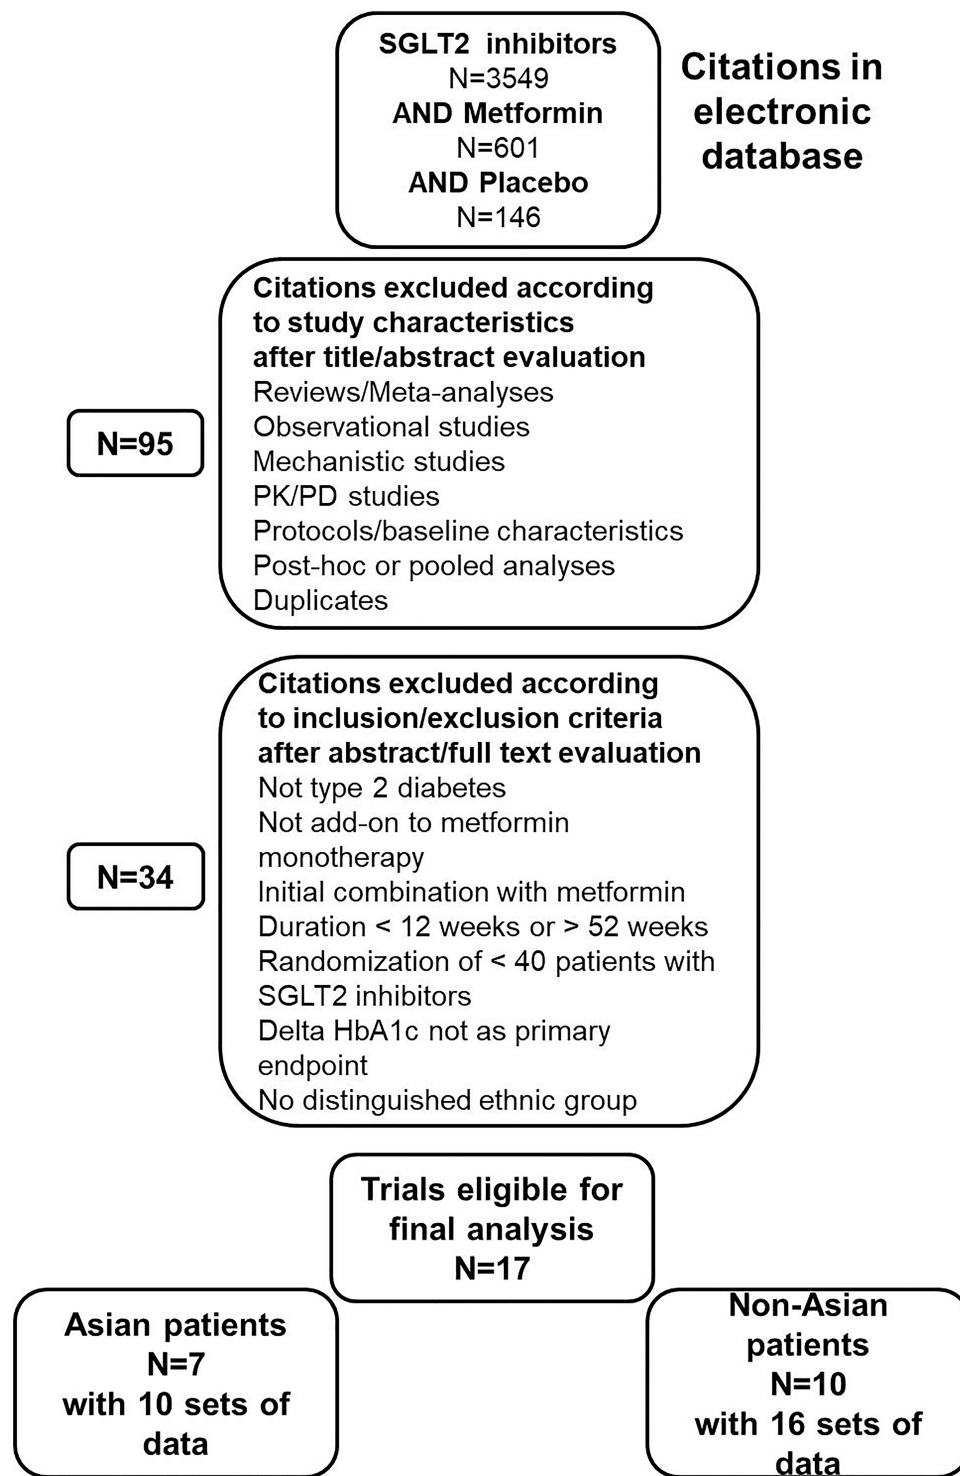 SGLT2 inhibitors
N=3549
AND Metformin
N=601
AND Placebo
N=146
Citations in
electronic
database
Citations excluded according
to study characteristics
after title/abstract evaluation
Reviews/Meta-analyses
Observational studies
Mechanistic studies
PK/PD studies
Protocols/baseline characteristics
Post-hoc or pooled analyses
Duplicates
N=95
Citations excluded according
to inclusion/exclusion criteria
after abstract/full text evaluation
Not type 2 diabetes
Not add-on to metformin
monotherapy
Initial combination with metformin
Duration < 12 weeks or > 52 weeks
Randomization of < 40 patients with
SGLT2 inhibitors
Delta HbA1c not as primary
endpoint
No distinguished ethnic group
N=34
Trials eligible for
final analysis
N=17
Asian patients
N=7
with 10 sets of
data
Non-Asian
patients
N=10
with 16 sets of
data